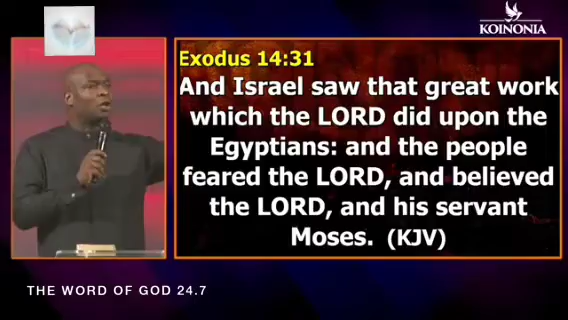 KOINONIA
Exodus 14:31
And Israel saw that great work
which the LORD did upon the
Egyptians: and the people
feared the LORD, and believed
the LORD, and his servant
Moses. (KJV)
THE WORD OF GOD 24.7